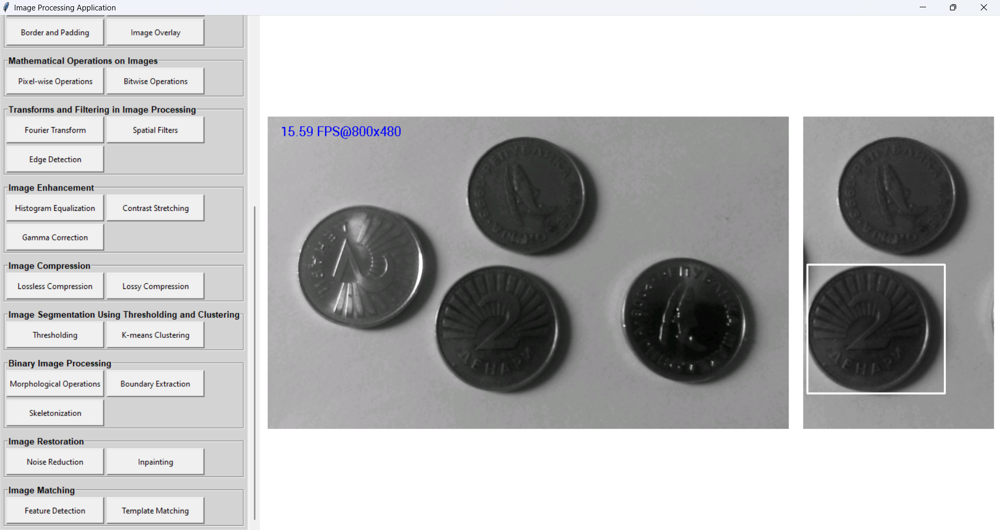 Image Processing Application
Border and Padding
Image Overlay
Mathematical Operations on Images
Pixel-wise Operations
Bitwise Operations
Transforms and Filtering in Image Processing
Fourier Transform
Spatial Filters
Edge Detection
Image Enhancement
Histogram Equalization
Contrast Stretching
Gamma Correction
Image Compression
Lossless Compression
Lossy Compression
Image Segmentation Using Thresholding and Clustering
Thresholding
K-means Clustering
Binary Image Processing
Morphological Operations
Boundary Extraction
Skeletonization
Image Restoration
Noise Reduction
Inpainting
Image Matching
Feature Detection
Template Matching
15.59 FPS@800x480
РЕПУБЛИКА
1993
2
ДЕНАРИ
РЕПУБЛИКА
1993
2
ДЕНАРИ